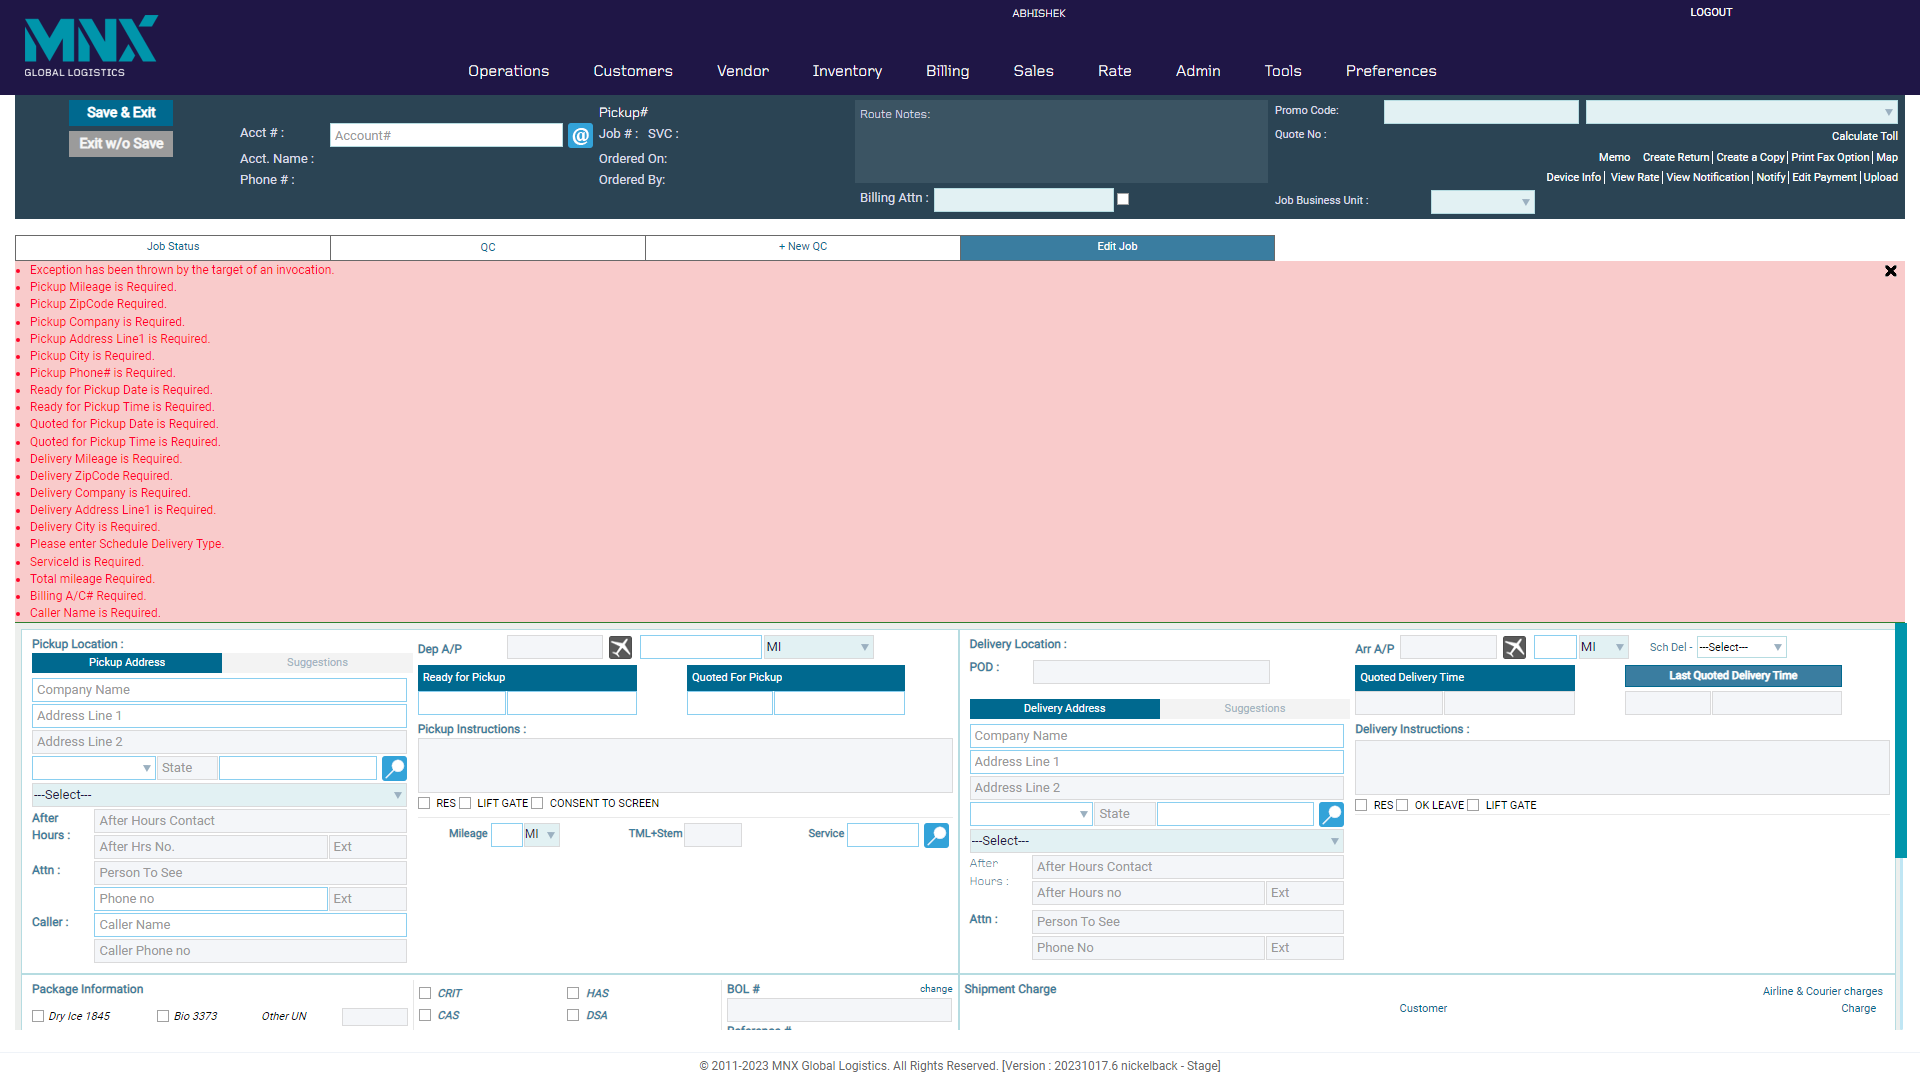 MNX
GLOBAL LOGISTICS
ABHISHEK
LOGOUT
Operations Customers Vendor Inventory Billing Sales Rate Admin Tools Preferences
Save & Exit
Exit w/o Save
Acct # :
Account#
@
Acct. Name :
Phone # :
Pickup#
Job # : SVC :
Ordered On:
Ordered By:
Route Notes:
Billing Attn :
Promo Code:
Quote No :
Calculate Toll
Memo Create Return| Create a Copy| Print Fax Option| Map
Device Info| View Rate| View Notification| Notify| Edit Payment| Upload
Job Business Unit :
Job Status
QC
+ New QC
Edit Job
Exception has been thrown by the target of an invocation.
Pickup Mileage is Required.
Pickup ZipCode Required.
Pickup Company is Required.
Pickup Address Line1 is Required.
Pickup City is Required.
Pickup Phone# is Required.
Ready for Pickup Date is Required.
Ready for Pickup Time is Required.
Quoted for Pickup Date is Required.
Quoted for Pickup Time is Required.
Delivery Mileage is Required.
Delivery ZipCode Required.
Delivery Company is Required.
Delivery Address Line1 is Required.
Delivery City is Required.
Please enter Schedule Delivery Type.
ServiceId is Required.
Total mileage Required.
Billing A/C# Required.
Caller Name is Required.
Pickup Location :
Pickup Address
Suggestions
Company Name
Address Line 1
Address Line 2
State
---Select---
After Hours :
After Hours Contact
After Hrs No.
Ext
Attn :
Person To See
Phone no
Ext
Caller :
Caller Name
Caller Phone no
Dep A/P
MI
Ready for Pickup
Quoted For Pickup
Pickup Instructions :
RES LIFT GATE CONSENT TO SCREEN
Mileage
MI
TML+Stem
Service
Delivery Location :
POD :
Delivery Address
Suggestions
Company Name
Address Line 1
Address Line 2
State
---Select---
After Hours :
After Hours Contact
After Hours no
Ext
Attn :
Person To See
Phone No
Ext
Arr A/P
MI
Sch Del -
---Select---
Quoted Delivery Time
Last Quoted Delivery Time
Delivery Instructions :
RES OK LEAVE LIFT GATE
Package Information
Dry Ice 1845
Bio 3373
Other UN
CRIT
HAS
CAS
DSA
BOL #
change
Reference #
Shipment Charge
Airline & Courier charges
Customer
Charge
© 2011-2023 MNX Global Logistics. All Rights Reserved. [Version : 20231017.6 nickelback - Stage]